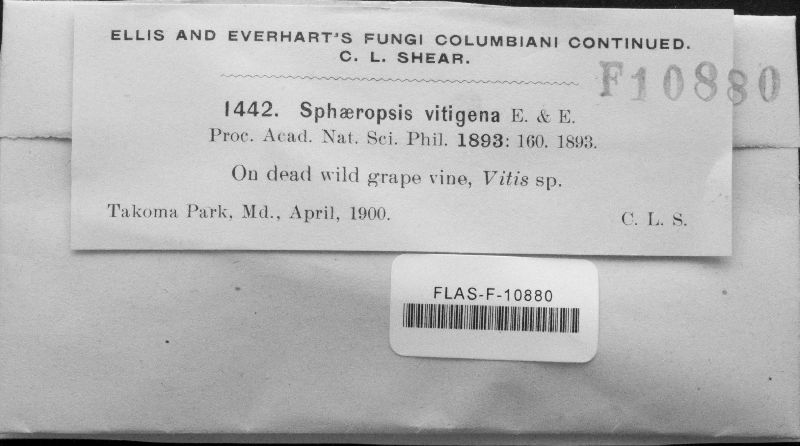 ELLIS AND EVERHART'S FUNGI COLUMBIANI CONTINUED.
C. L. SHEAR.
F10880
1442. Sphæropsis vitigena E. & E.
Proc. Acad. Nat. Sci. Phil. 1893: 160. 1893.
On dead wild grape vine, Vitis sp.
Takoma Park, Md., April, 1900.
C. L. S.
FLAS-F-10880